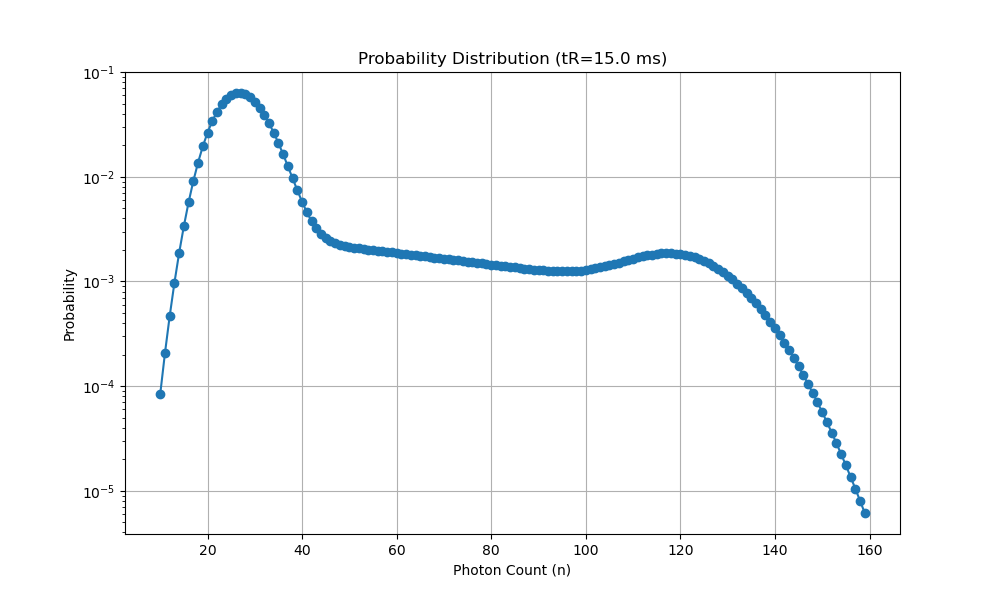 Probability Distribution (tR=15.0 ms)
10⁻¹
10⁻²
10⁻³
10⁻⁴
10⁻⁵
Probability
20 40 60 80 100 120 140 160
Photon Count (n)